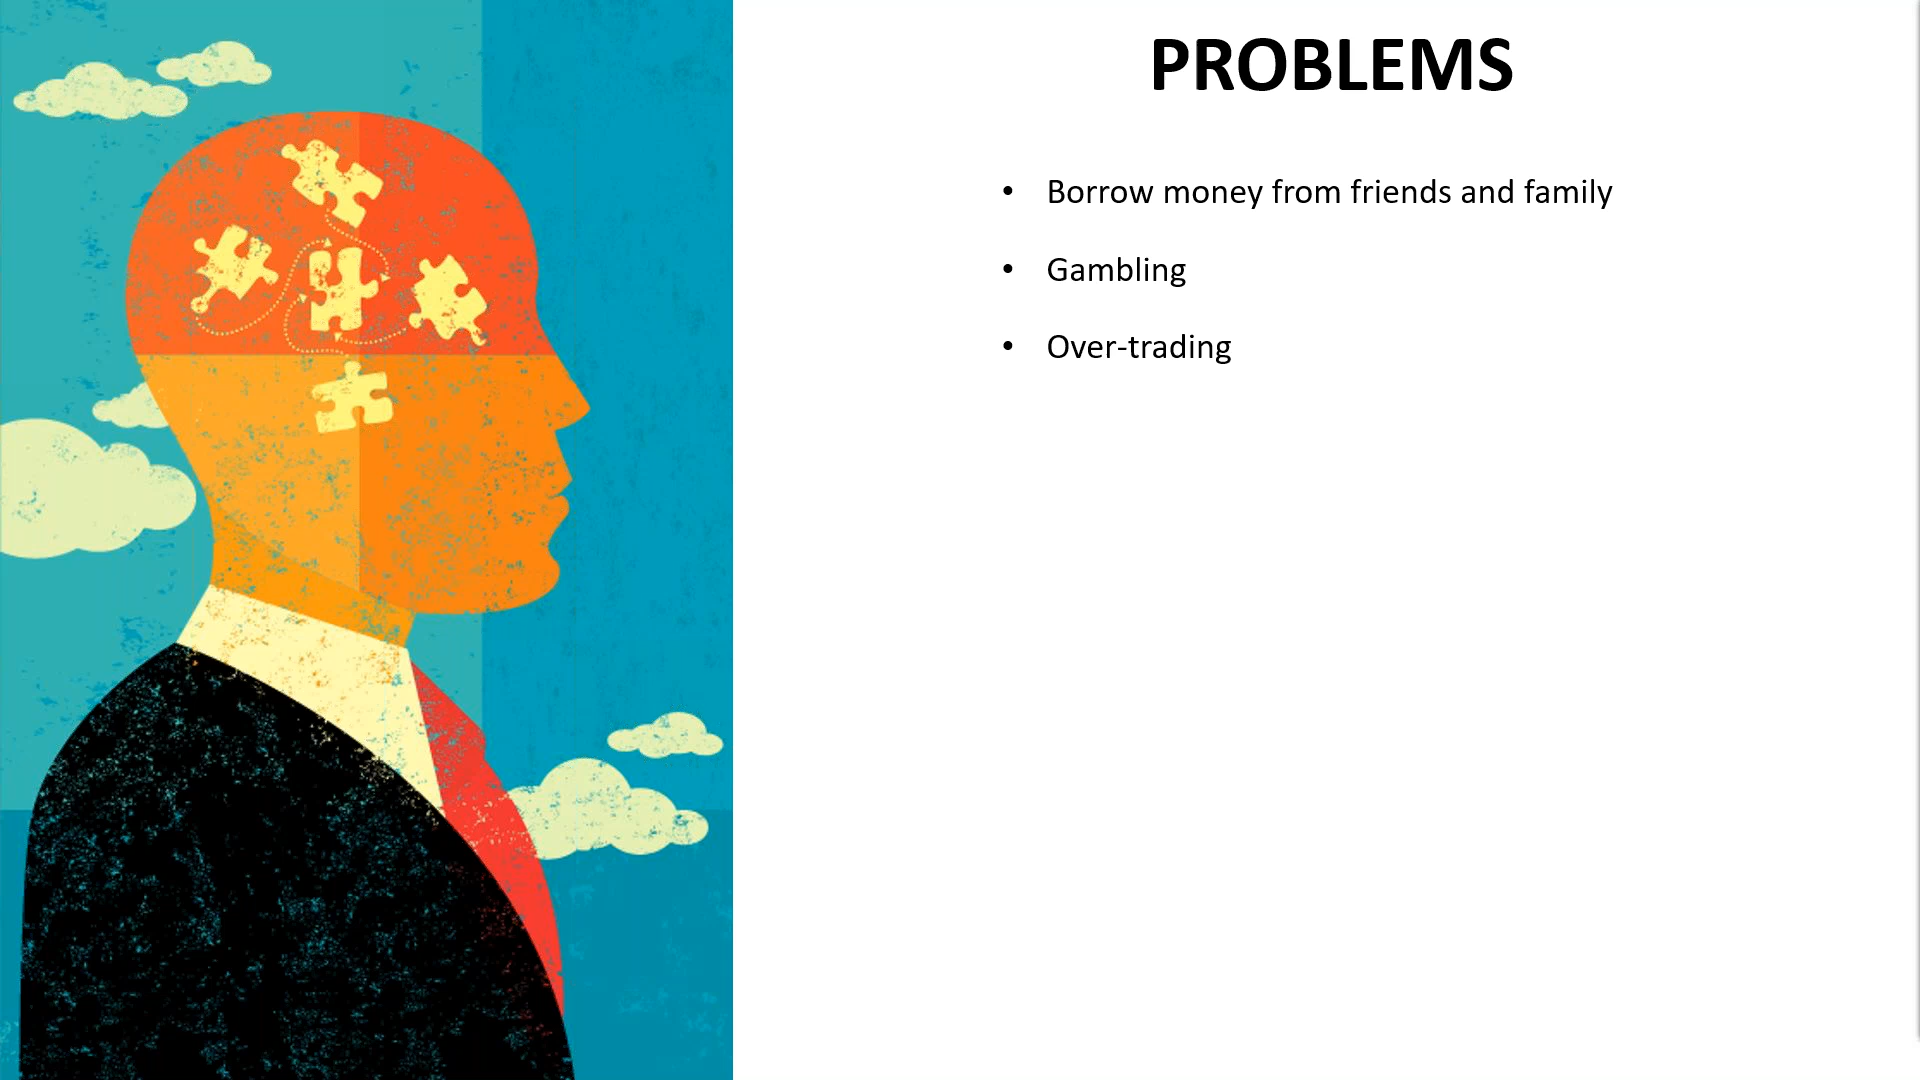 PROBLEMS
• Borrow money from friends and family
• Gambling
• Over-trading